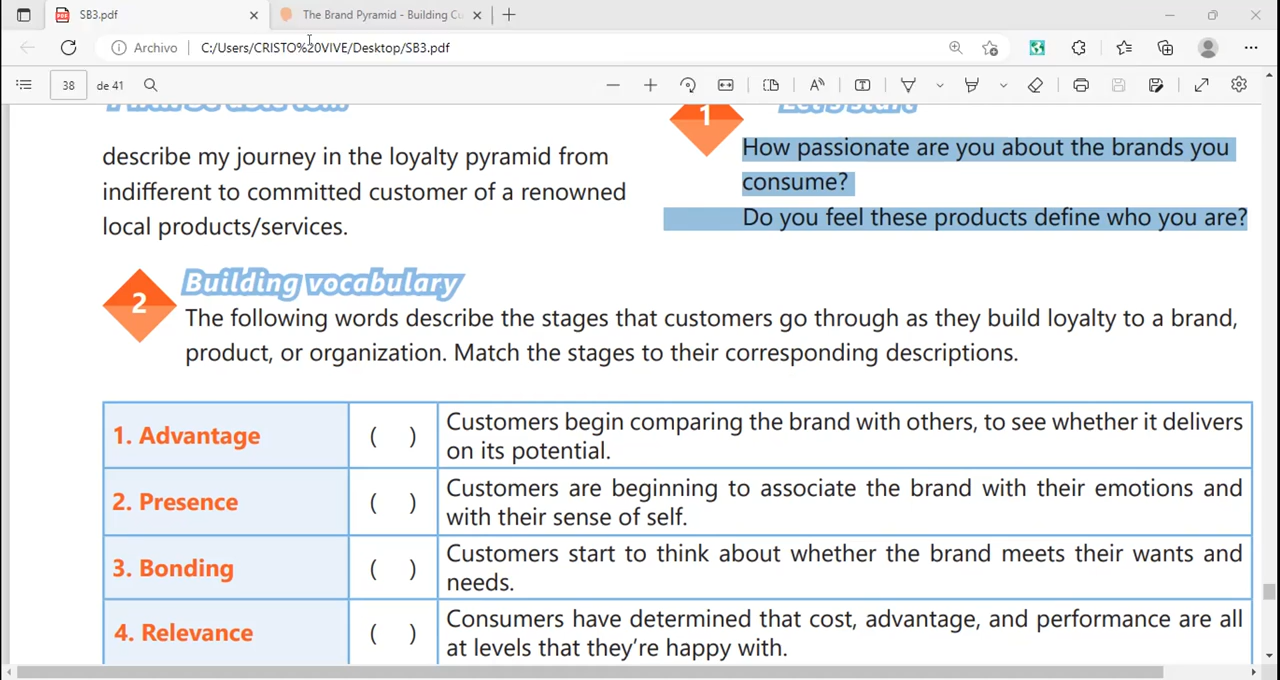 SB3.pdf
The Brand Pyramid - Building Cu
Archivo
C:/Users/CRISTO%20VIVE/Desktop/SB3.pdf
38
de 41
describe my journey in the loyalty pyramid from
indifferent to committed customer of a renowned
local products/services.
1
Let's start
How passionate are you about the brands you
consume?
Do you feel these products define who you are?
2
Building vocabulary
The following words describe the stages that customers go through as they build loyalty to a brand,
product, or organization. Match the stages to their corresponding descriptions.
1. Advantage
( )
Customers begin comparing the brand with others, to see whether it delivers
on its potential.
2. Presence
( )
Customers are beginning to associate the brand with their emotions and
with their sense of self.
3. Bonding
( )
Customers start to think about whether the brand meets their wants and
needs.
4. Relevance
( )
Consumers have determined that cost, advantage, and performance are all
at levels that they're happy with.